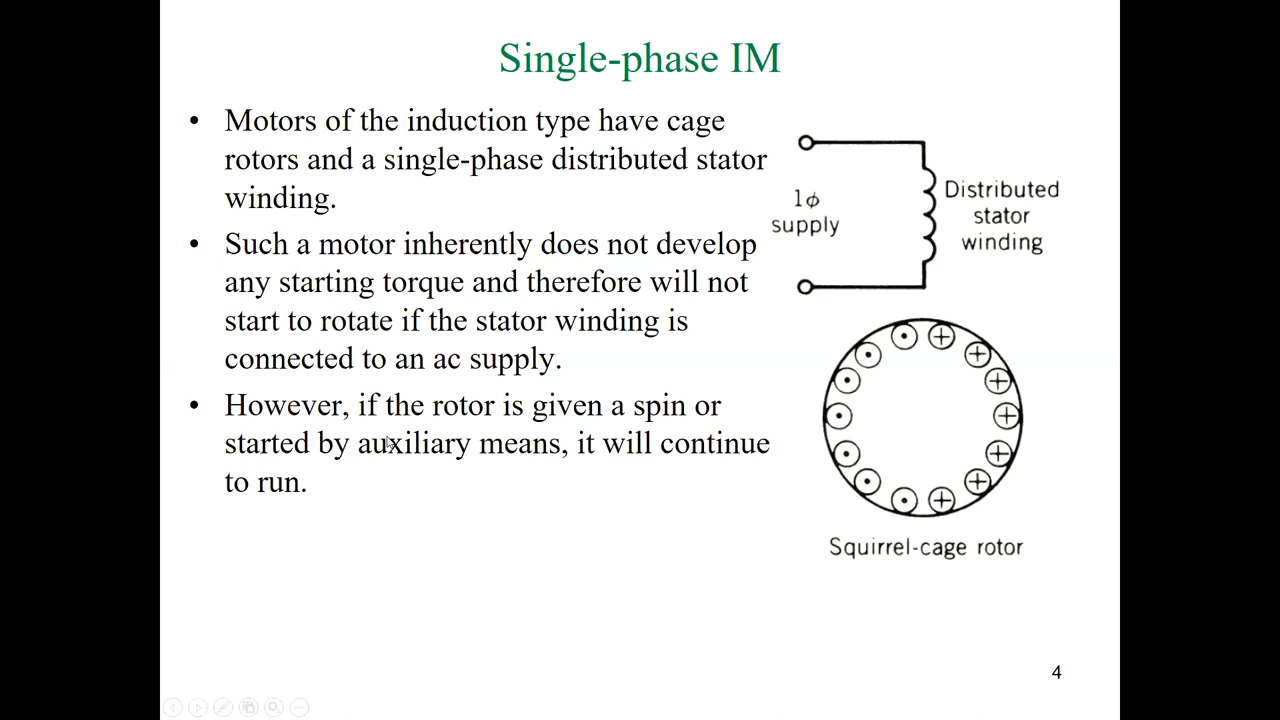 Single-phase IM
• Motors of the induction type have cage
rotors and a single-phase distributed stator
winding.
• Such a motor inherently does not develop
any starting torque and therefore will not
start to rotate if the stator winding is
connected to an ac supply.
• However, if the rotor is given a spin or
started by auxiliary means, it will continue
to run.
1ϕ
supply
Distributed
stator
winding
Squirrel-cage rotor
4